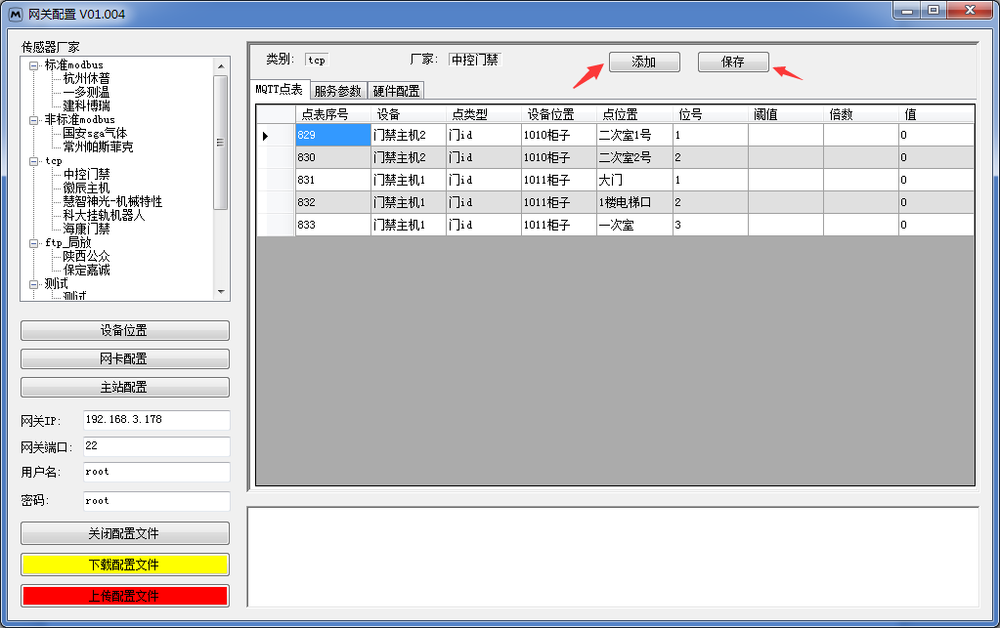 网关配置 V01.004
传感器厂家
标准modbus
杭州休普
一多测温
建科博瑞
非标准modbus
国安sga气体
常州帕斯菲克
tcp
中控门禁
徽辰主机
慧智神光-机械特性
科大挂轨机器人
海康门禁
ftp_局放
陕西公众
保定嘉诚
测试
测试
设备位置
网卡配置
主站配置
网关IP: 192.168.3.178
网关端口: 22
用户名: root
密码: root
关闭配置文件
下载配置文件
上传配置文件
类别: tcp 厂家: 中控门禁 添加 保存
MQTT点表 服务参数 硬件配置
点表序号 设备 点类型 设备位置 点位置 位号 阈值 倍数 值
829 门禁主机2 门id 1010柜子 二次室1号 1 0
830 门禁主机2 门id 1010柜子 二次室2号 2 0
831 门禁主机1 门id 1011柜子 大门 1 0
832 门禁主机1 门id 1011柜子 1楼电梯口 2 0
833 门禁主机1 门id 1011柜子 一次室 3 0